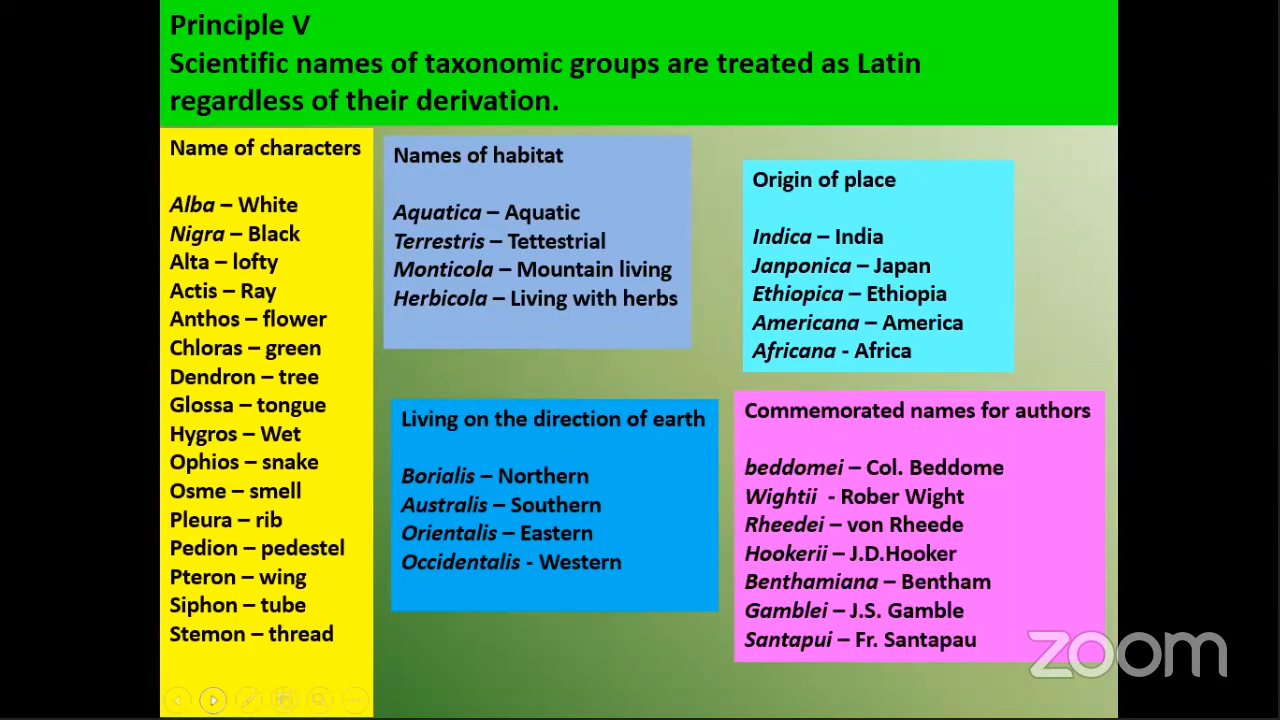 Principle V
Scientific names of taxonomic groups are treated as Latin
regardless of their derivation.
Name of characters
Alba – White
Nigra – Black
Alta – lofty
Actis – Ray
Anthos – flower
Chloras – green
Dendron – tree
Glossa – tongue
Hygros – Wet
Ophios – snake
Osme – smell
Pleura – rib
Pedion – pedestel
Pteron – wing
Siphon – tube
Stemon – thread
Names of habitat
Aquatica – Aquatic
Terrestris – Tettestrial
Monticola – Mountain living
Herbicola – Living with herbs
Living on the direction of earth
Borialis – Northern
Australis – Southern
Orientalis – Eastern
Occidentalis - Western
Origin of place
Indica – India
Janponica – Japan
Ethiopica – Ethiopia
Americana – America
Africana - Africa
Commemorated names for authors
beddomei – Col. Beddome
Wightii - Rober Wight
Rheedei – von Rheede
Hookerii – J.D.Hooker
Benthamiana – Bentham
Gamblei – J.S. Gamble
Santapui – Fr. Santapau
zoom